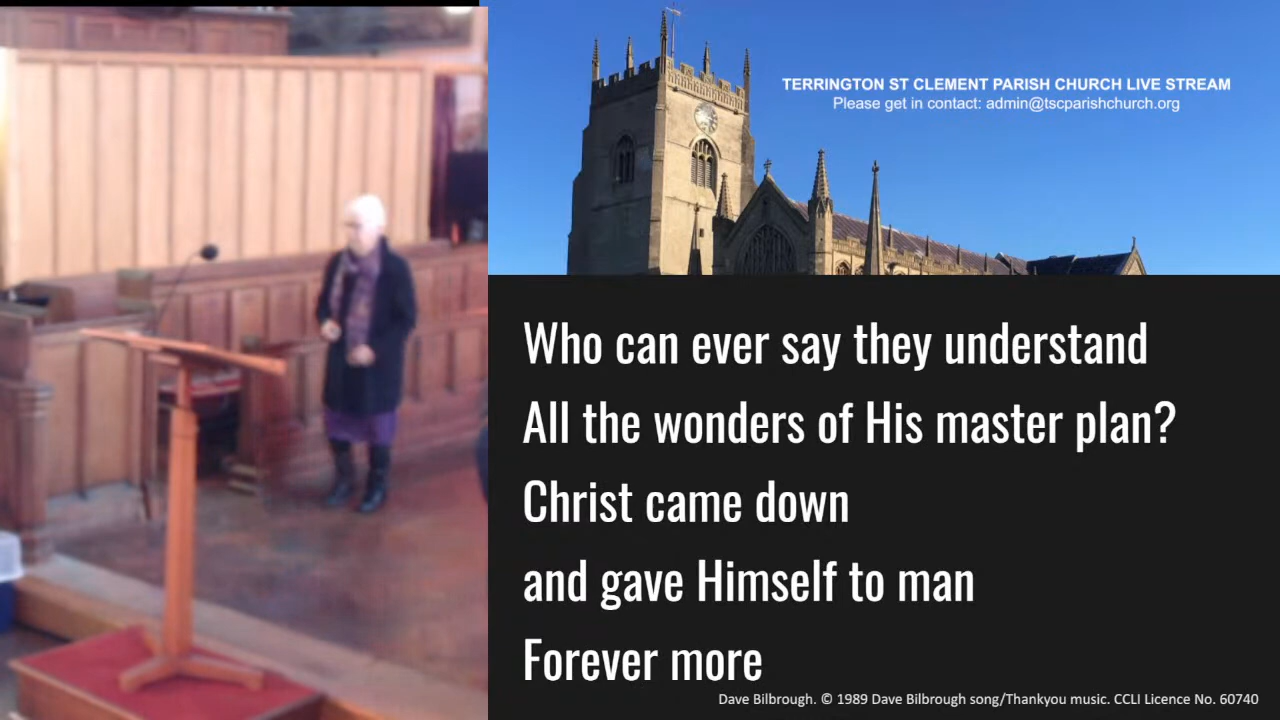 TERRINGTON ST CLEMENT PARISH CHURCH LIVE STREAM
Please get in contact: admin@tscparishchurch.org
Who can ever say they understand
All the wonders of His master plan?
Christ came down
and gave Himself to man
Forever more
Dave Bilbrough. © 1989 Dave Bilbrough song/Thankyou music. CCLI Licence No. 60740